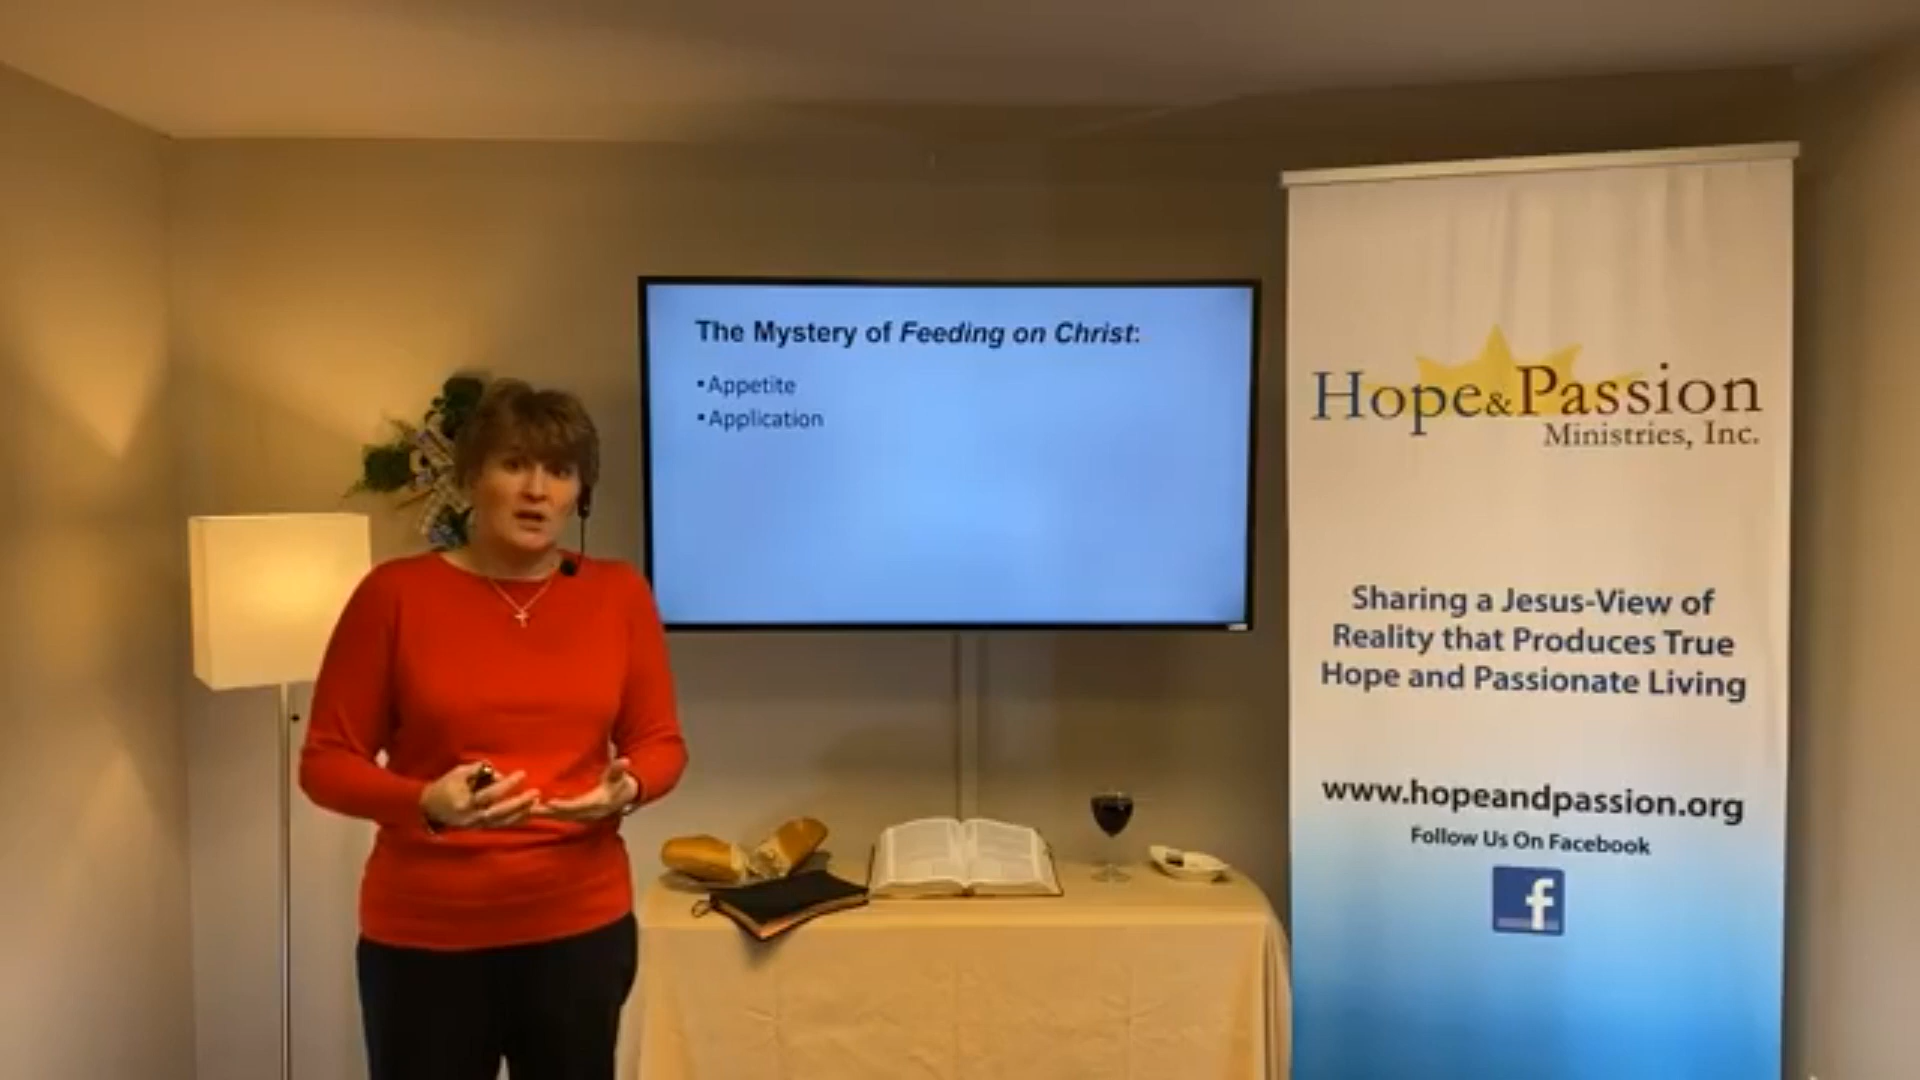 The Mystery of Feeding on Christ:
▪Appetite
▪Application
Hope&Passion
Ministries, Inc.
Sharing a Jesus-View of
Reality that Produces True
Hope and Passionate Living
www.hopeandpassion.org
Follow Us On Facebook
f